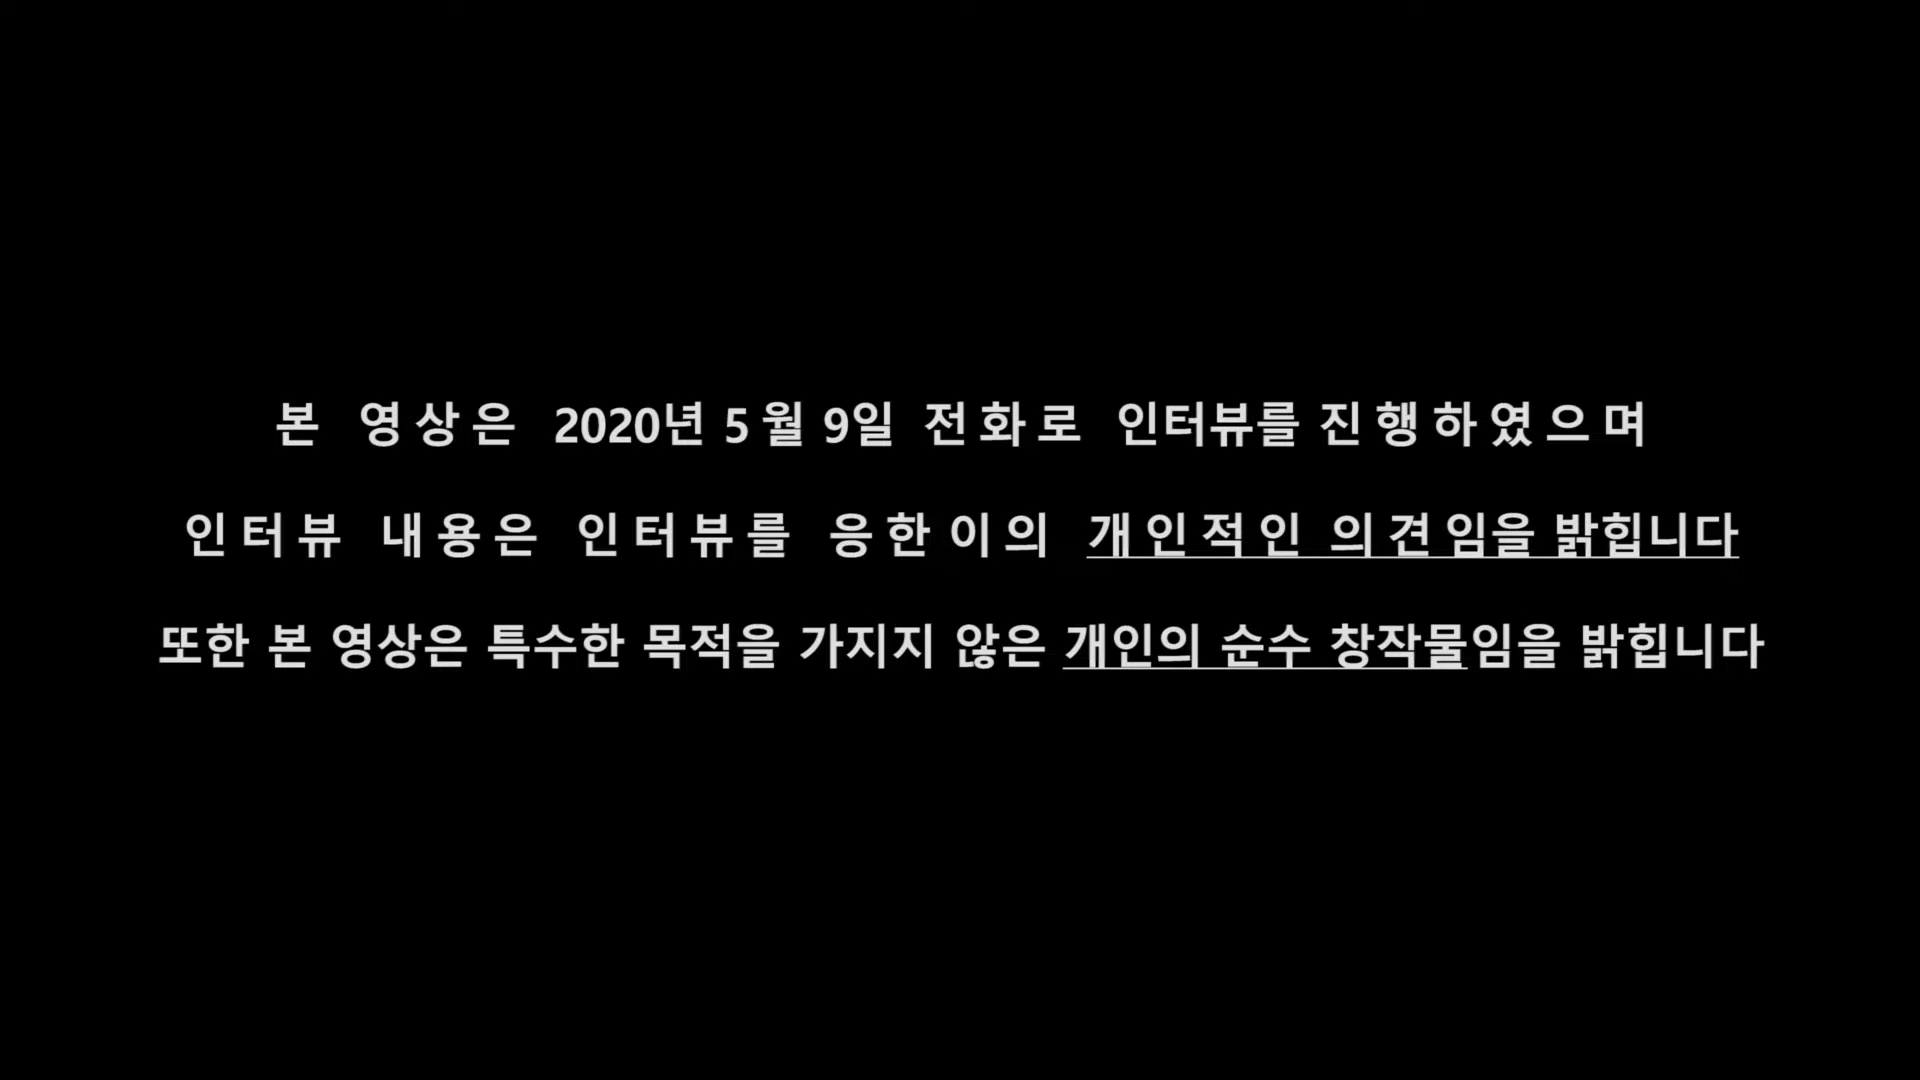 본 영상은 2020년 5월 9일 전화로 인터뷰를 진행하였으며
인터뷰 내용은 인터뷰를 응한 이의 개인적인 의견임을 밝힙니다
또한 본 영상은 특수한 목적을 가지지 않은 개인의 순수 창작물임을 밝힙니다